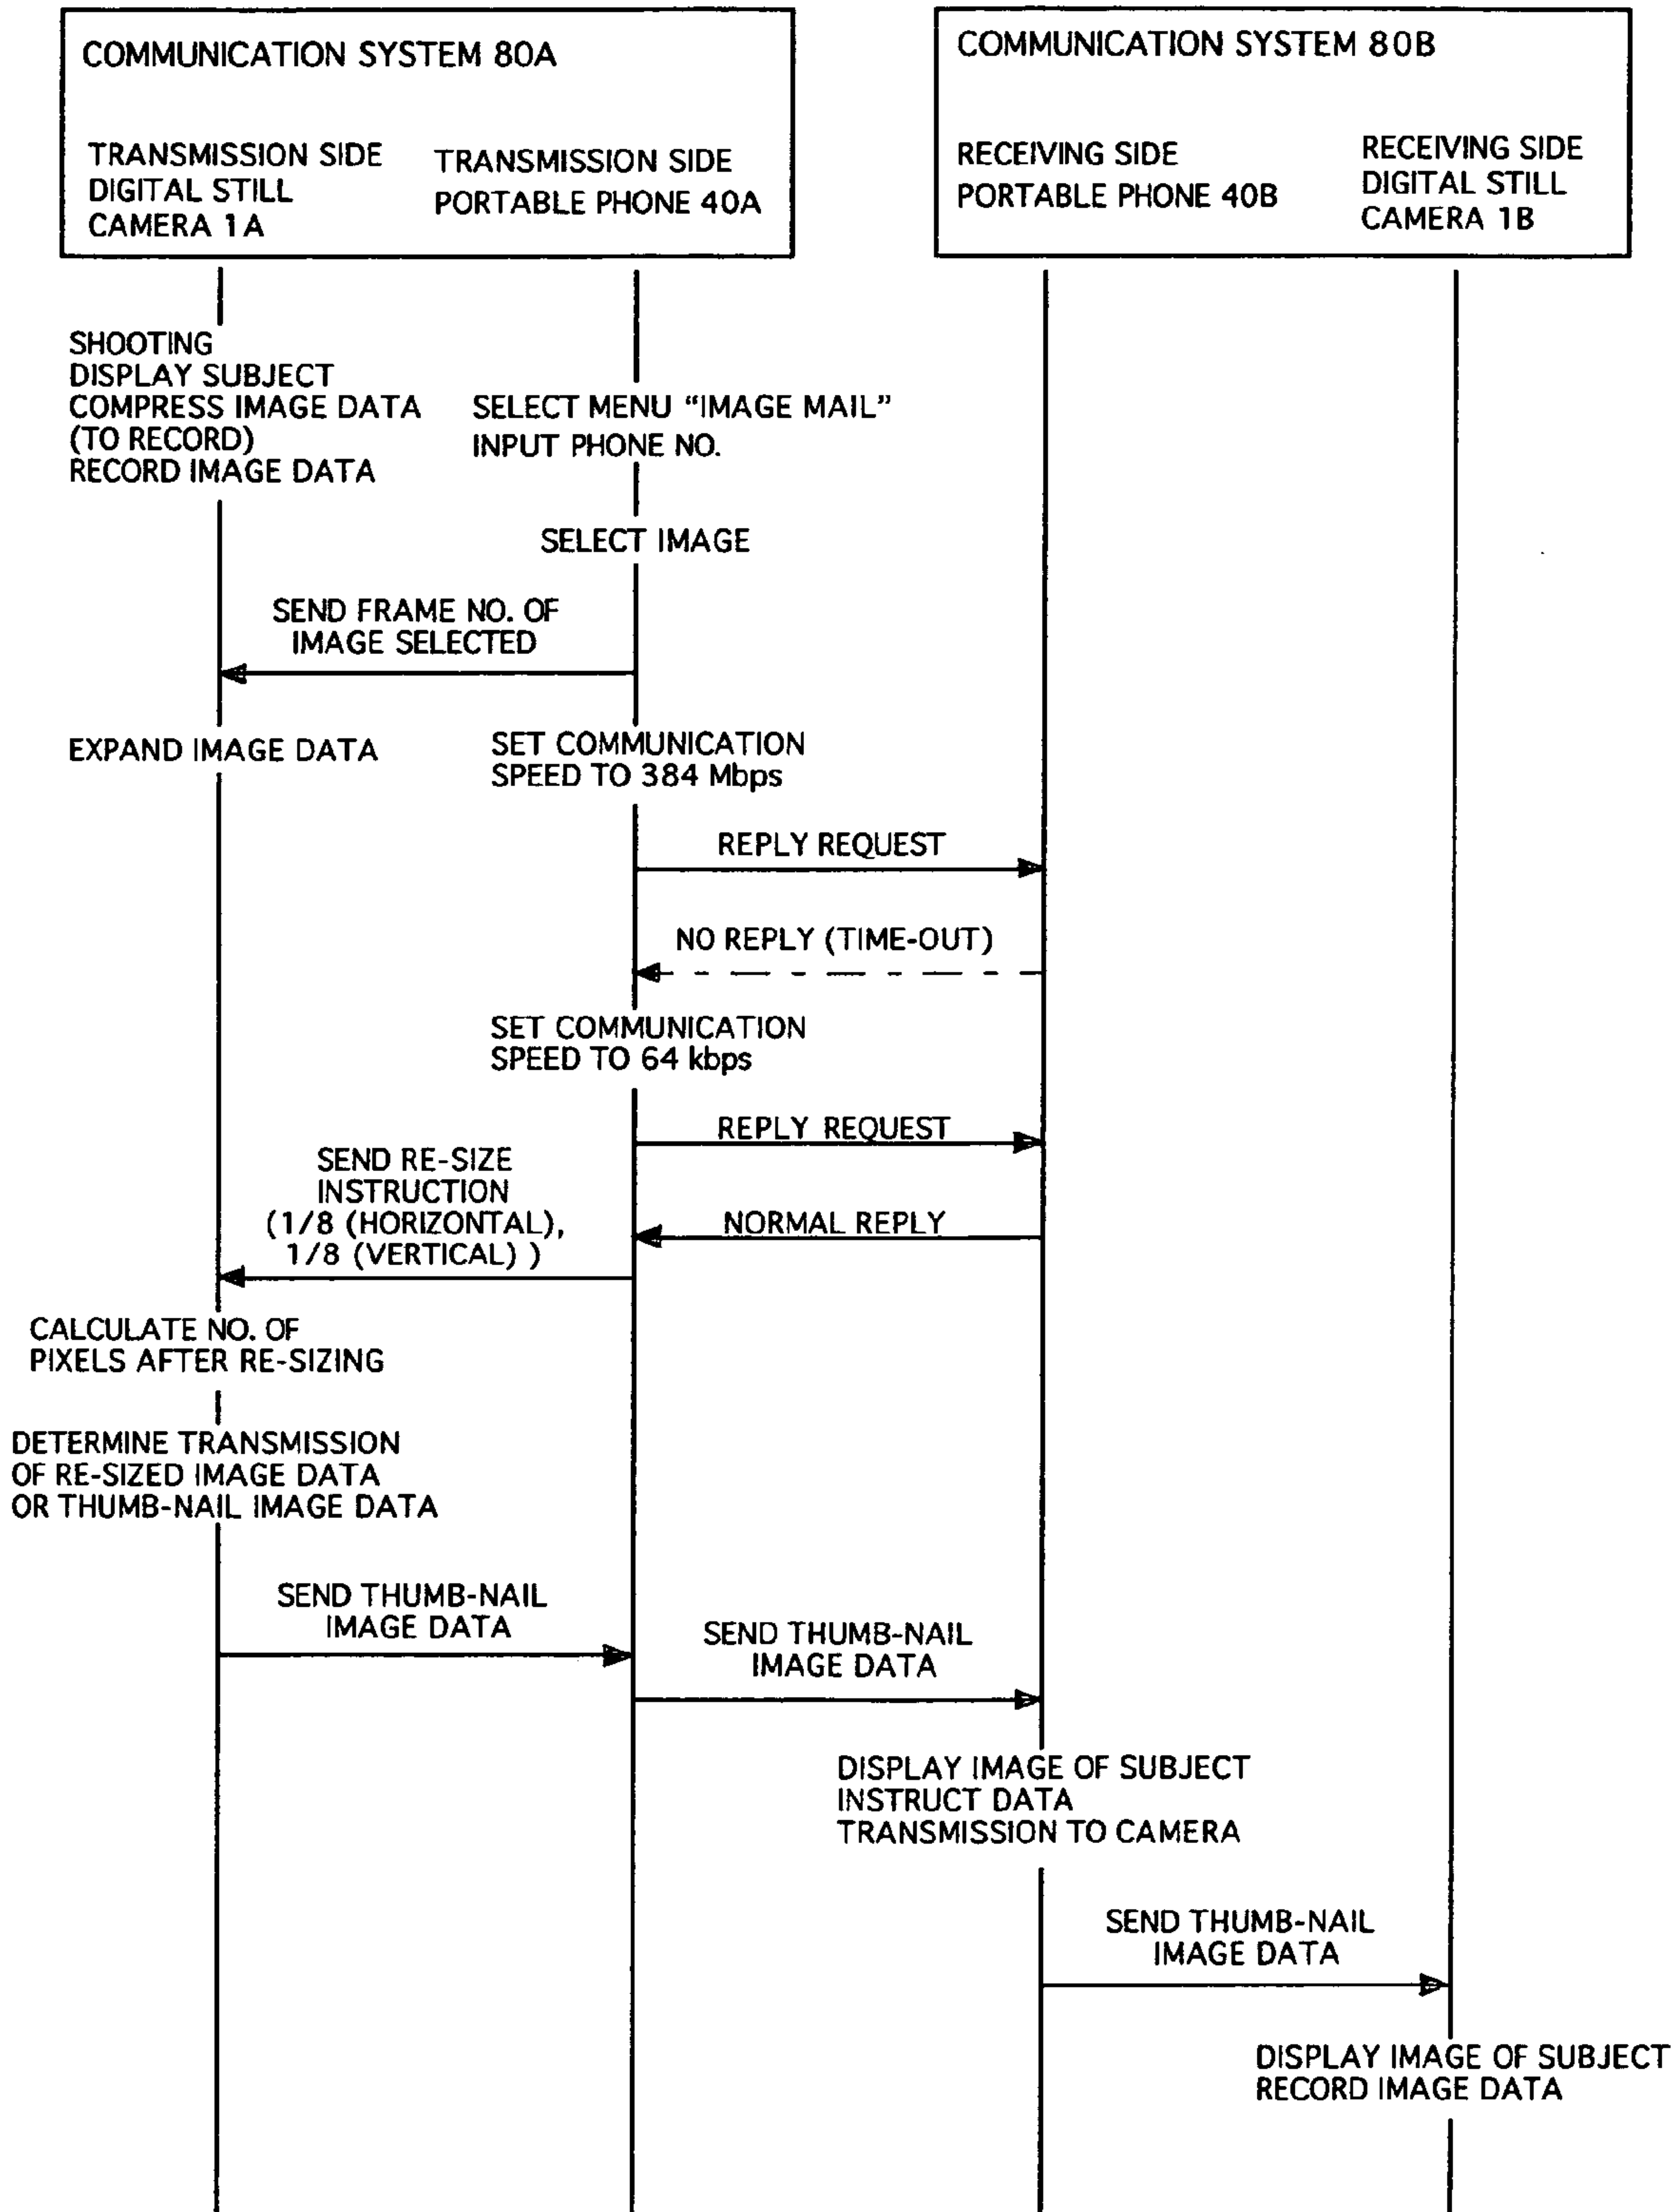 COMMUNICATION SYSTEM 80A
TRANSMISSION SIDE
DIGITAL STILL
CAMERA 1A
TRANSMISSION SIDE
PORTABLE PHONE 40A
COMMUNICATION SYSTEM 80B
RECEIVING SIDE
PORTABLE PHONE 40B
RECEIVING SIDE
DIGITAL STILL
CAMERA 1B
SHOOTING
DISPLAY SUBJECT
COMPRESS IMAGE DATA
(TO RECORD)
RECORD IMAGE DATA
SELECT MENU “IMAGE MAIL”
INPUT PHONE NO.
SELECT IMAGE
SEND FRAME NO. OF
IMAGE SELECTED
EXPAND IMAGE DATA
SET COMMUNICATION
SPEED TO 384 Mbps
REPLY REQUEST
NO REPLY (TIME-OUT)
SET COMMUNICATION
SPEED TO 64 kbps
REPLY REQUEST
NORMAL REPLY
SEND RE-SIZE
INSTRUCTION
(1/8 (HORIZONTAL),
1/8 (VERTICAL) )
CALCULATE NO. OF
PIXELS AFTER RE-SIZING
DETERMINE TRANSMISSION
OF RE-SIZED IMAGE DATA
OR THUMB-NAIL IMAGE DATA
SEND THUMB-NAIL
IMAGE DATA
SEND THUMB-NAIL
IMAGE DATA
DISPLAY IMAGE OF SUBJECT
INSTRUCT DATA
TRANSMISSION TO CAMERA
SEND THUMB-NAIL
IMAGE DATA
DISPLAY IMAGE OF SUBJECT
RECORD IMAGE DATA